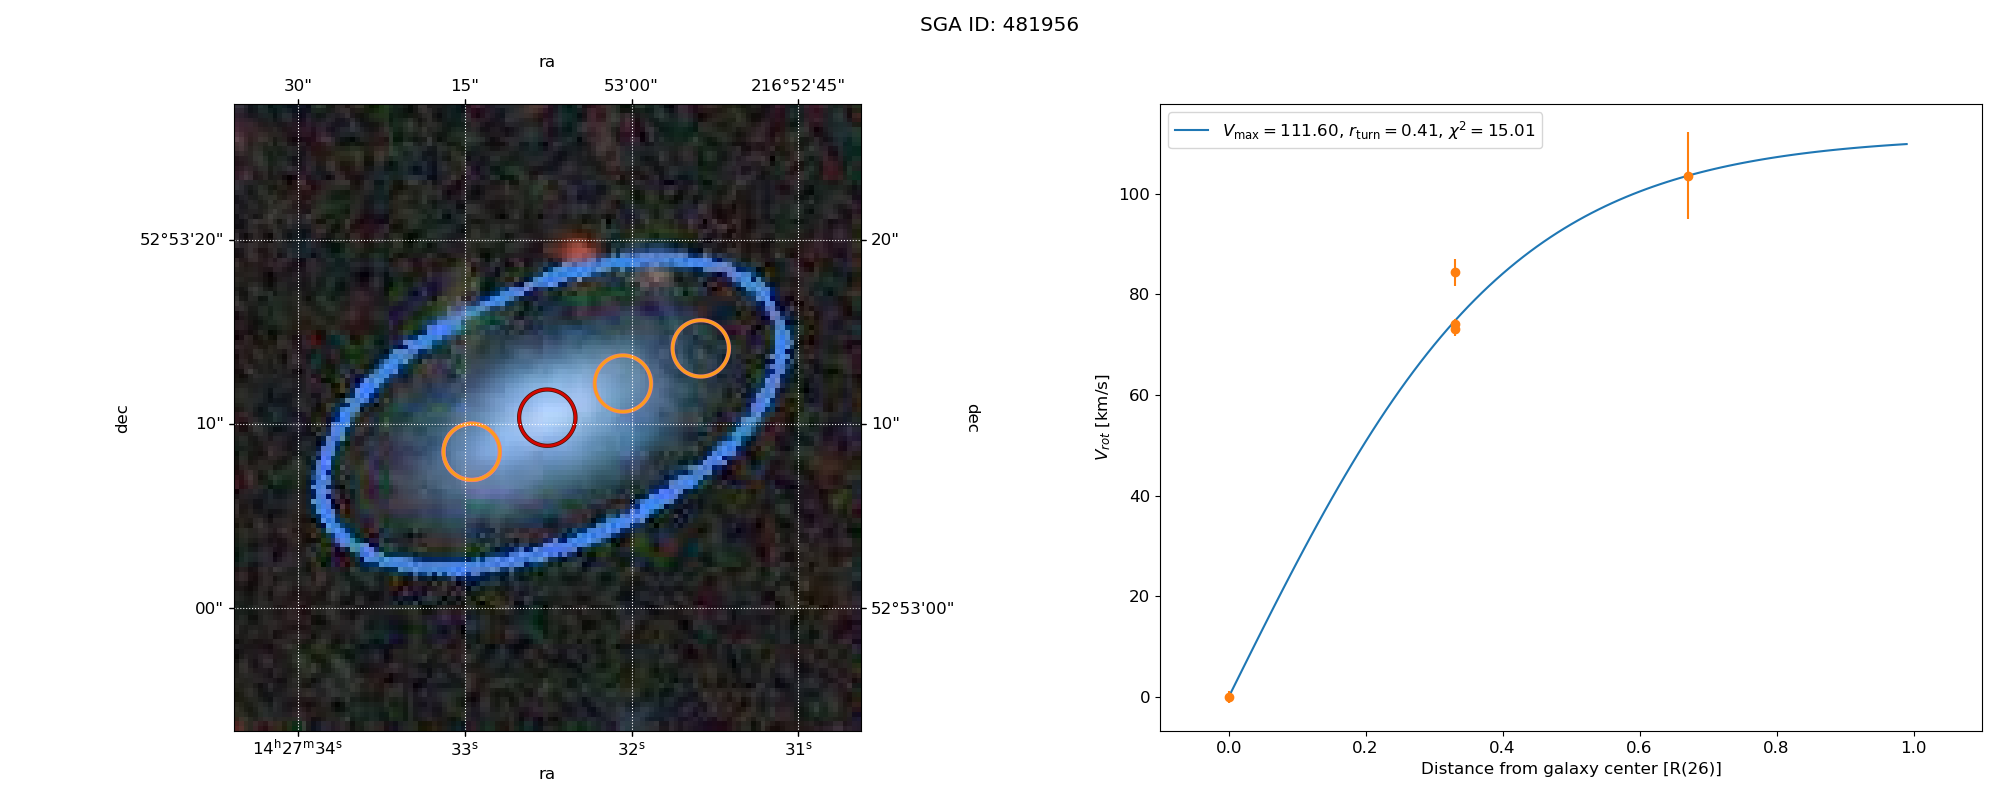 SGA ID: 481956
ra
30" 15" 53'00" 216°52'45"
52°53'20" 20"
dec 10" 10" dec
00" 52°53'00"
14ʰ27ᵐ34ˢ 33ˢ 32ˢ 31ˢ
ra
V_max = 111.60, r_turn = 0.41, χ² = 15.01
100
80
60
40
20
0
V_rot [km/s]
0.0 0.2 0.4 0.6 0.8 1.0
Distance from galaxy center [R(26)]